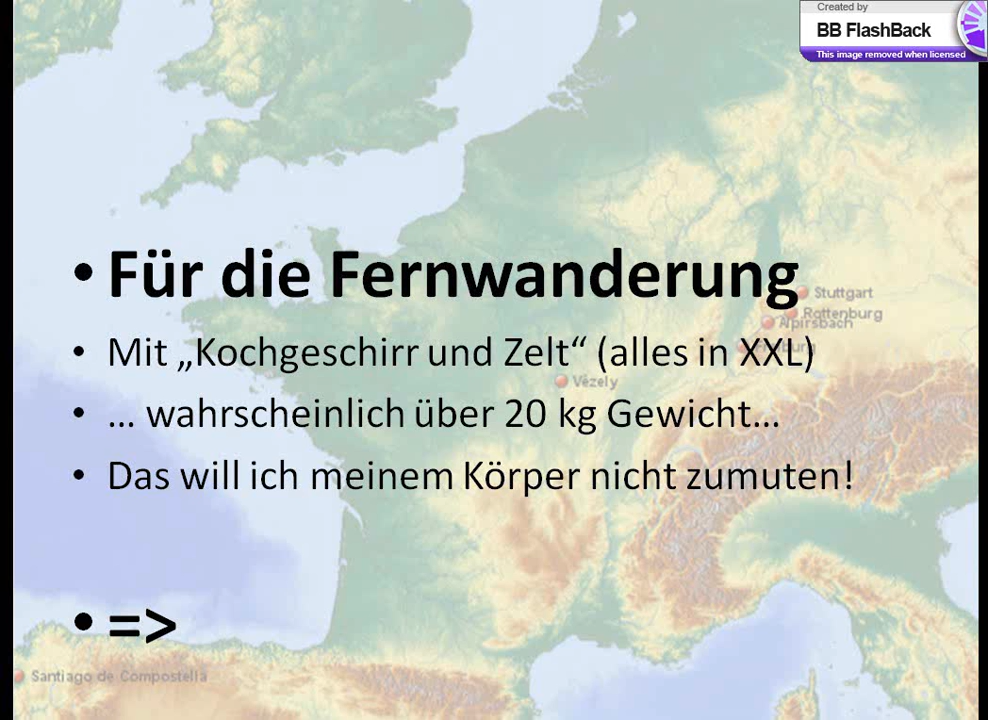 Created by
BB FlashBack
This image removed when licensed
• Für die Fernwanderung
Stuttgart
Rottenburg
Alpirsbach
• Mit „Kochgeschirr und Zelt“ (alles in XXL)
Vézely
• ... wahrscheinlich über 20 kg Gewicht...
• Das will ich meinem Körper nicht zumuten!
• =>
Santiago de Compostella